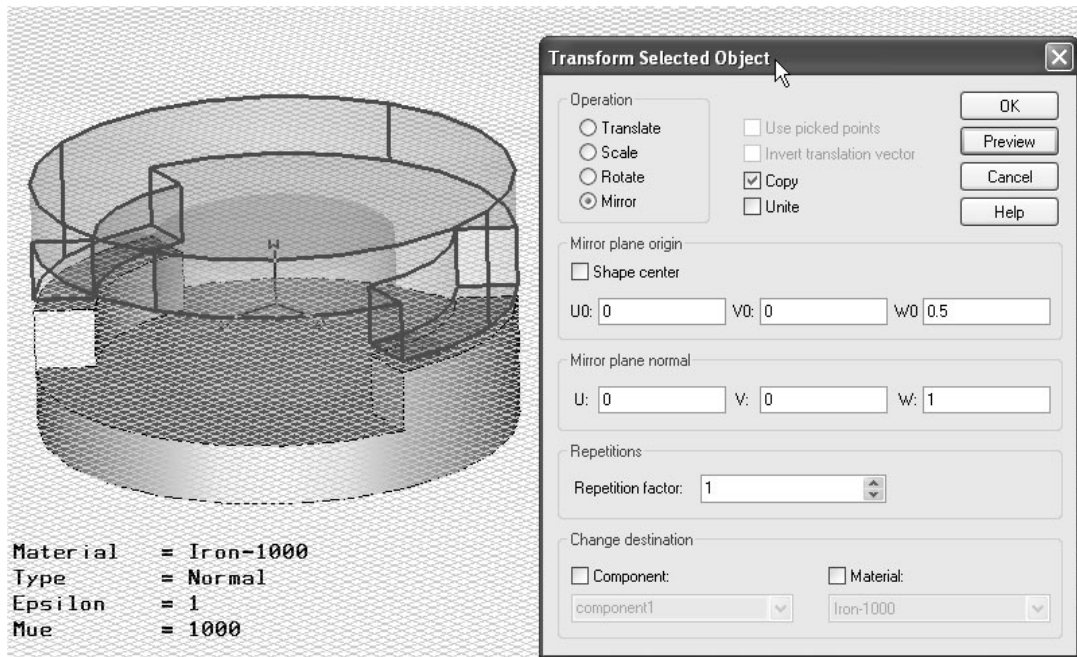 Transform Selected Object
Operation
Translate
Scale
Rotate
Mirror
Use picked points
Invert translation vector
Copy
Unite
OK
Preview
Cancel
Help
Mirror plane origin
Shape center
U0: 0 V0: 0 W0 0.5
Mirror plane normal
U: 0 V: 0 W: 1
Repetitions
Repetition factor: 1
Change destination
Component: Material:
component1 Iron-1000
W
Material = Iron-1000
Type = Normal
Epsilon = 1
Mue = 1000